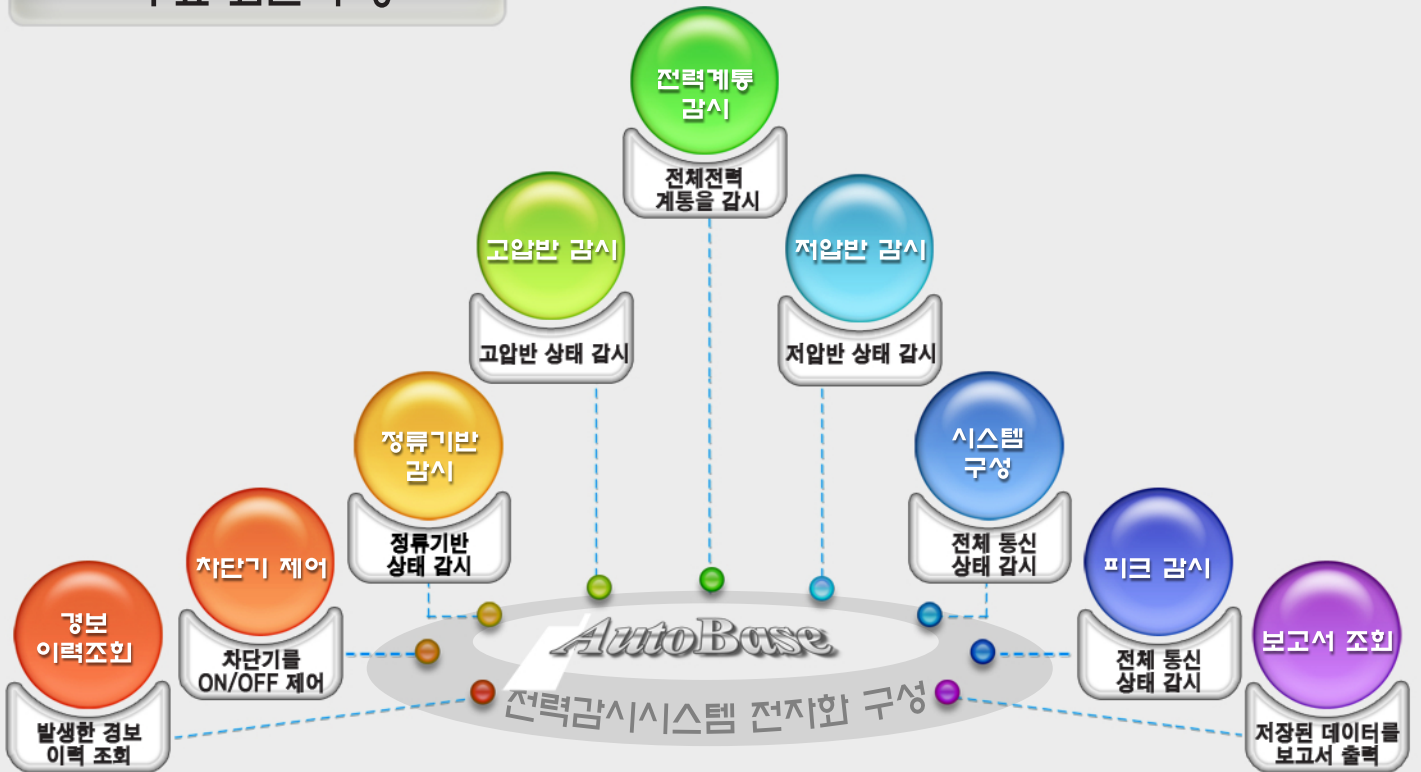 전력계통
감시
전체전력
계통을 감시
고압반 감시
고압반 상태 감시
저압반 감시
저압반 상태 감시
정류기반
감시
정류기반
상태 감시
시스템
구성
전체 통신
상태 감시
차단기 제어
차단기를
ON/OFF 제어
피크 감시
전체 통신
상태 감시
경보
이력조회
발생한 경보
이력 조회
보고서 조회
저장된 데이터를
보고서 출력
AutoBase
전력감시시스템 전자화 구성